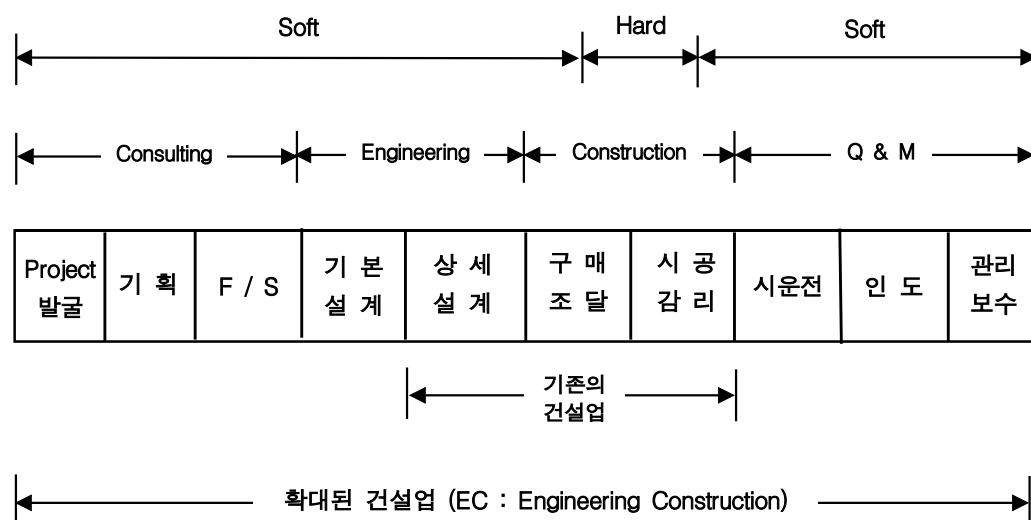 Soft
Hard
Soft
Consulting
Engineering
Construction
Q & M
Project
발굴
기 획
F / S
기 본
설 계
상 세
설 계
구 매
조 달
시 공
감 리
시운전
인 도
관리
보수
기존의
건설업
확대된 건설업 (EC : Engineering Construction)